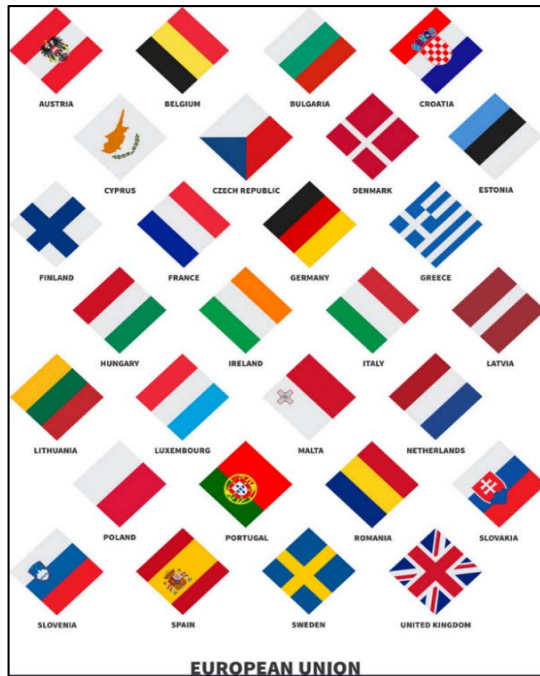 AUSTRIA BELGIUM BULGARIA CROATIA
CYPRUS CZECH REPUBLIC DENMARK ESTONIA
FINLAND FRANCE GERMANY GREECE
HUNGARY IRELAND ITALY LATVIA
LITHUANIA LUXEMBOURG MALTA NETHERLANDS
POLAND PORTUGAL ROMANIA SLOVAKIA
SLOVENIA SPAIN SWEDEN UNITED KINGDOM
EUROPEAN UNION